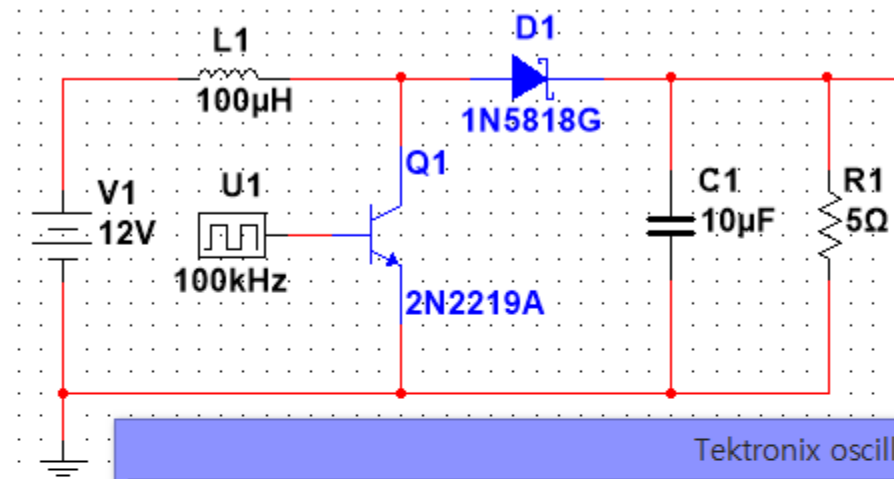 D1
L1
100µH
1N5818G
Q1
V1
12V
U1
100kHz
C1
10µF
R1
5Ω
2N2219A
Tektronix oscill